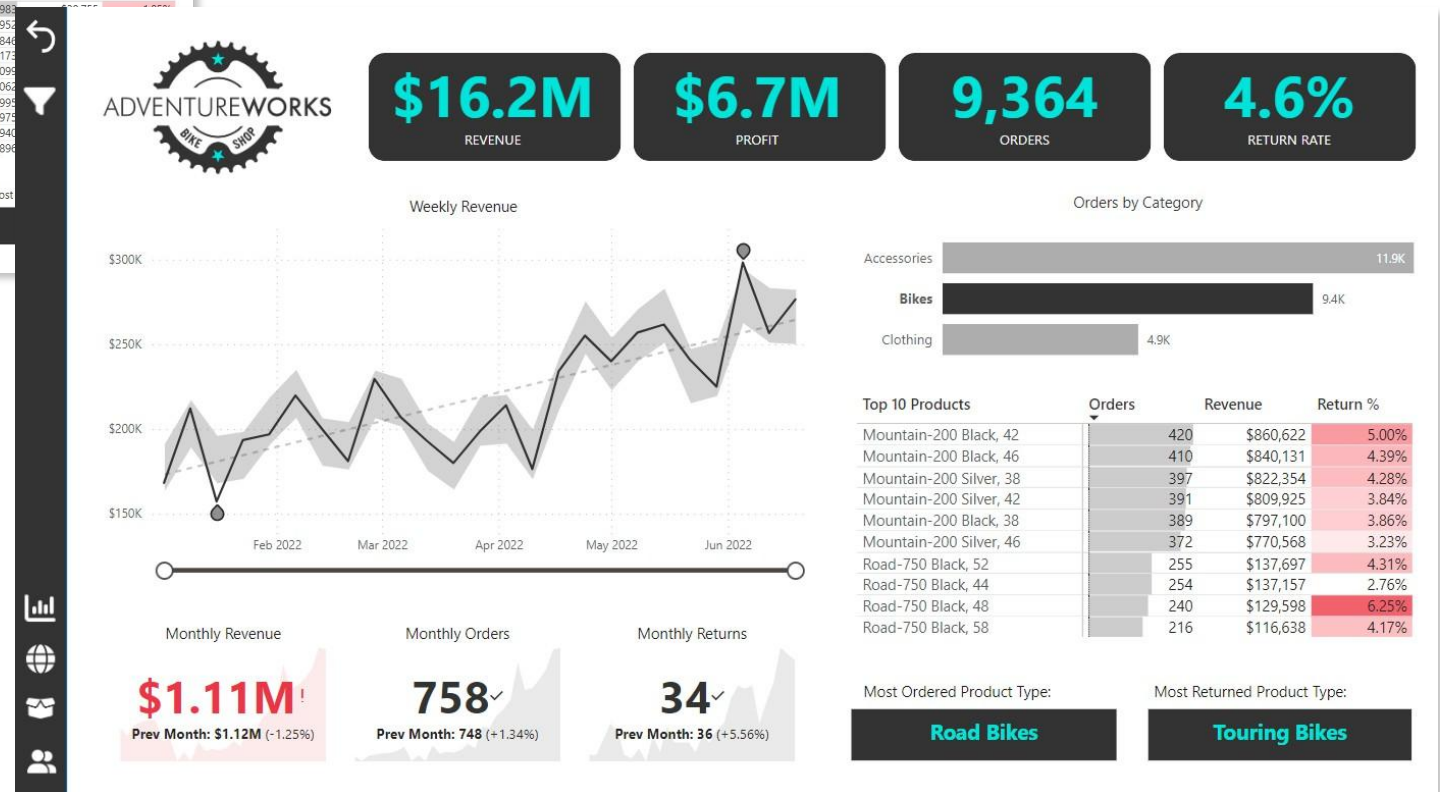 ADVENTUREWORKS
BIKE SHOP
$16.2M
REVENUE
$6.7M
PROFIT
9,364
ORDERS
4.6%
RETURN RATE
Weekly Revenue
$300K
$250K
$200K
$150K
Feb 2022 Mar 2022 Apr 2022 May 2022 Jun 2022
Orders by Category
Accessories 11.9K
Bikes 9.4K
Clothing 4.9K
Top 10 Products Orders Revenue Return %
Mountain-200 Black, 42 420 $860,622 5.00%
Mountain-200 Black, 46 410 $840,131 4.39%
Mountain-200 Silver, 38 397 $822,354 4.28%
Mountain-200 Silver, 42 391 $809,925 3.84%
Mountain-200 Black, 38 389 $797,100 3.86%
Mountain-200 Silver, 46 372 $770,568 3.23%
Road-750 Black, 52 255 $137,697 4.31%
Road-750 Black, 44 254 $137,157 2.76%
Road-750 Black, 48 240 $129,598 6.25%
Road-750 Black, 58 216 $116,638 4.17%
Monthly Revenue
$1.11M!
Prev Month: $1.12M (-1.25%)
Monthly Orders
758
Prev Month: 748 (+1.34%)
Monthly Returns
34
Prev Month: 36 (+5.56%)
Most Ordered Product Type:
Road Bikes
Most Returned Product Type:
Touring Bikes